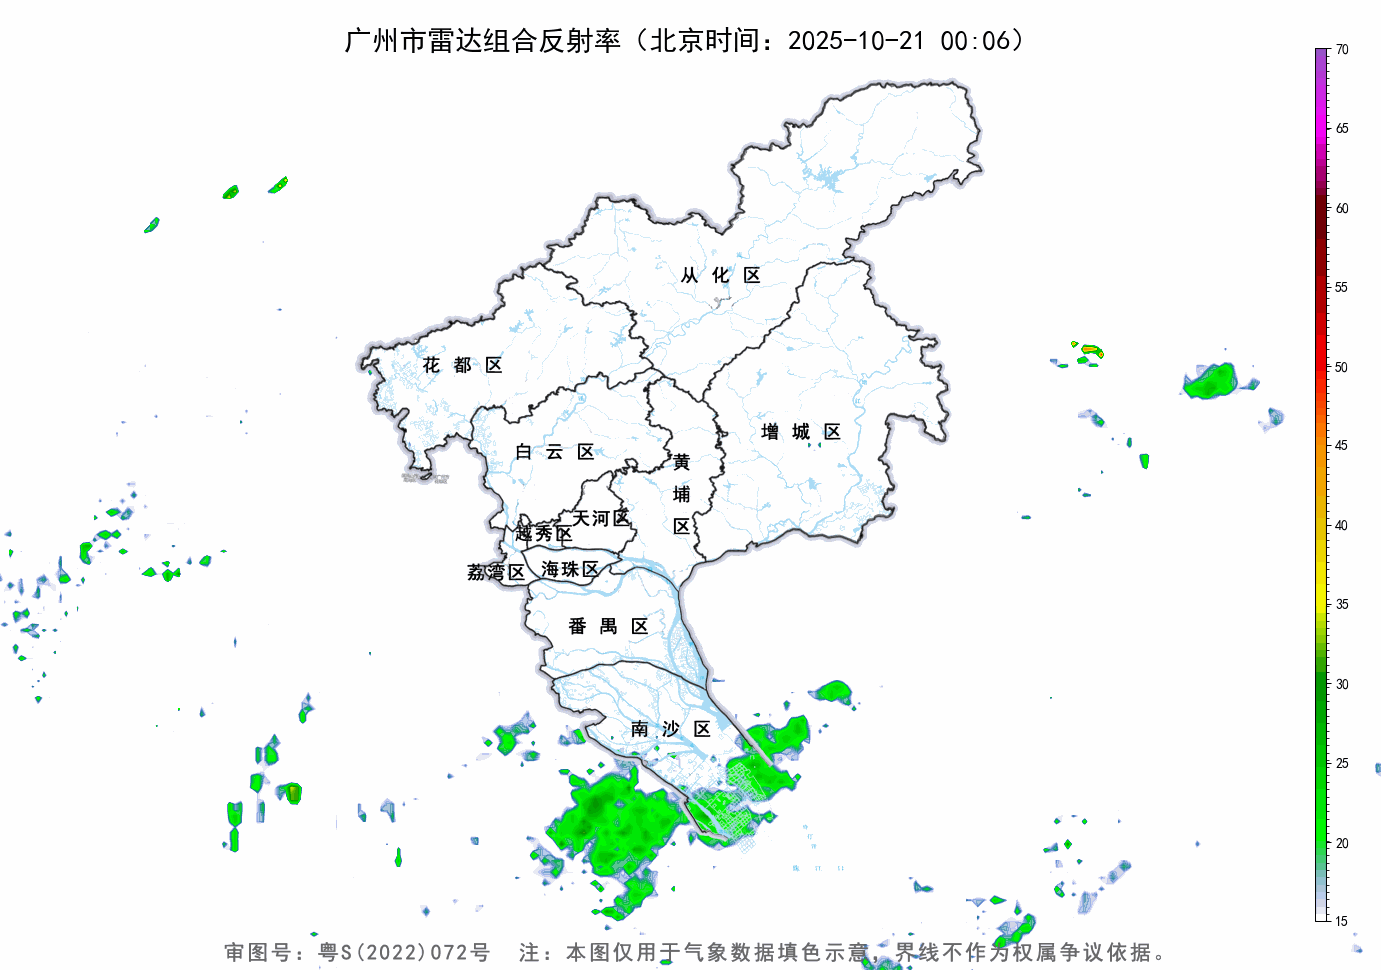 广州市雷达组合反射率（北京时间：2025-10-21 00:06）
70
65
60
55
50
45
40
35
30
25
20
15
从化区
花都区
增城区
白云区
黄埔区
天河区
越秀区
荔湾区
海珠区
番禺区
南沙区
审图号：粤S(2022)072号 注：本图仅用于气象数据填色示意，界线不作为权属争议依据。